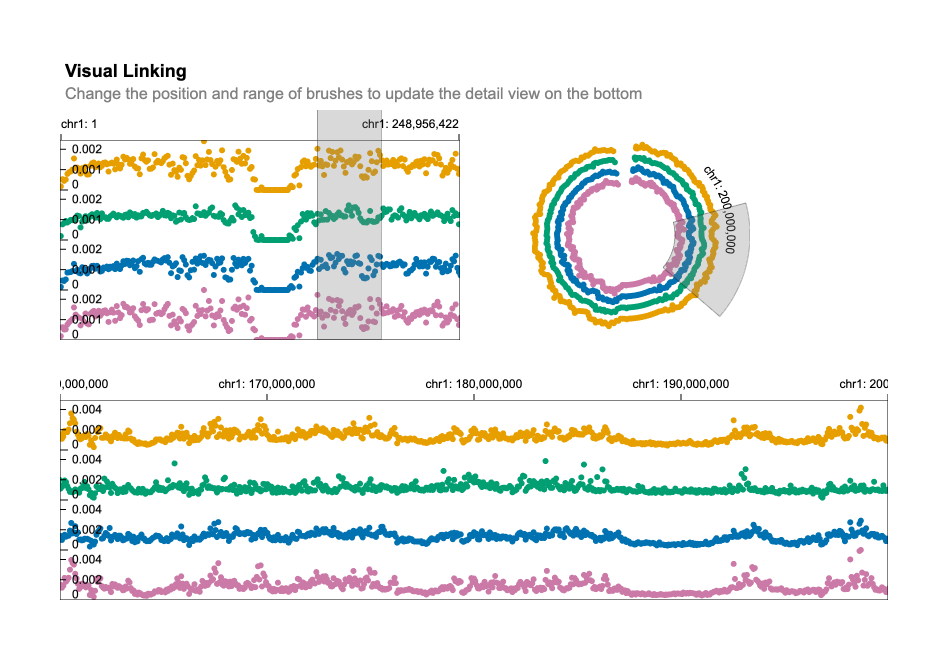 Visual Linking
Change the position and range of brushes to update the detail view on the bottom
chr1: 1
chr1: 248,956,422
0.002
0.001
0
0.002
0.001
0
0.002
0.001
0
0.002
0.001
0
chr1: 200,000,000
0,000,000
chr1: 170,000,000
chr1: 180,000,000
chr1: 190,000,000
chr1: 200
0.004
0.002
0
0.004
0.002
0
0.004
0.002
0
0.004
0.002
0